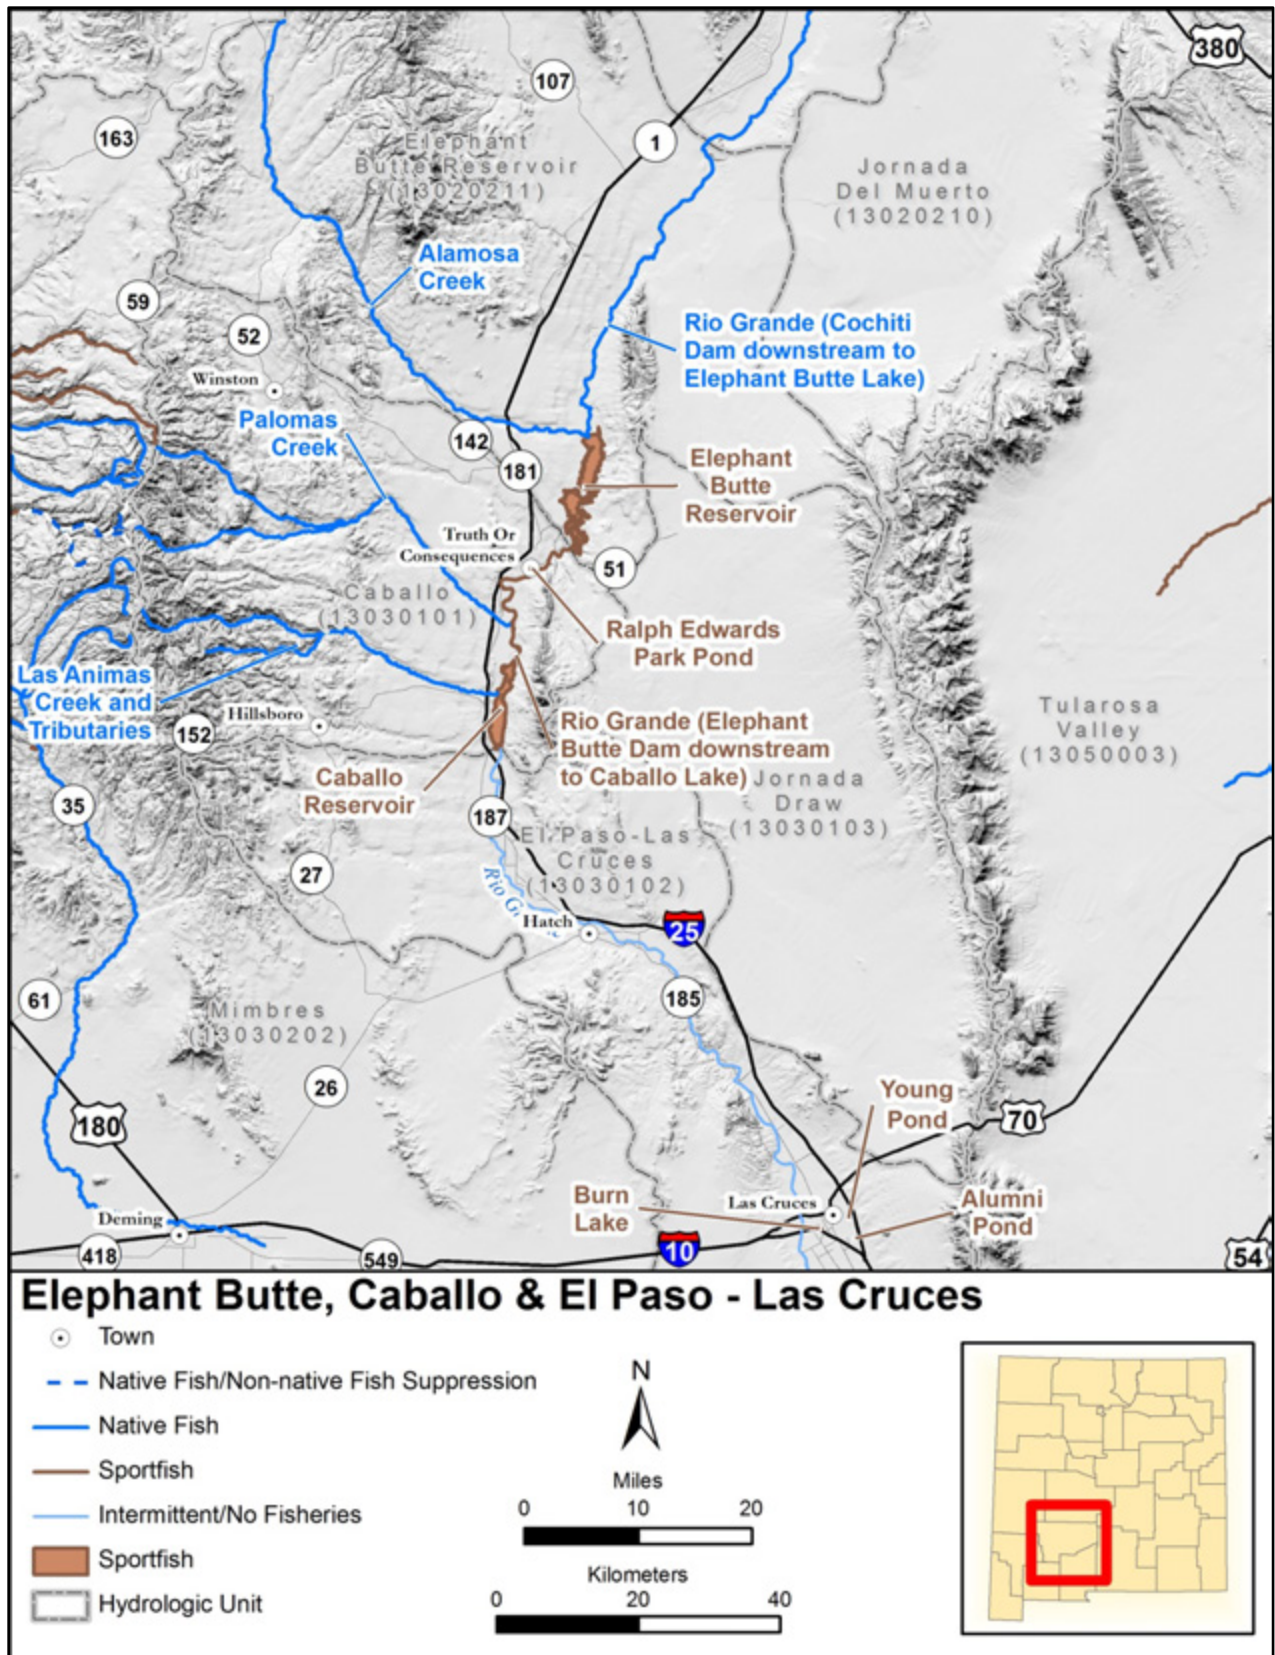 380
107
163
1
Elephant
Butte Reservoir
(13020211)
Jornada
Del Muerto
(13020210)
Alamosa
Creek
59
52
Rio Grande (Cochiti
Dam downstream to
Elephant Butte Lake)
Winston
Palomas
Creek
142
181
Elephant
Butte
Reservoir
Truth Or
Consequences
51
Caballo
(13030101)
Ralph Edwards
Park Pond
Las Animas
Creek and
Tributaries
Hillsboro
152
Rio Grande (Elephant
Butte Dam downstream
to Caballo Lake)
Tularosa
Valley
(13050003)
Caballo
Reservoir
Jornada
Draw
(13030103)
35
187
El Paso-Las
Cruces
(13030102)
27
Rio G
Hatch
25
61
185
Mimbres
(13030202)
26
180
Young
Pond
70
Burn
Lake
Las Cruces
Alumni
Pond
Deming
418
549
10
54
Elephant Butte, Caballo & El Paso - Las Cruces
Town
Native Fish/Non-native Fish Suppression
Native Fish
Sportfish
Intermittent/No Fisheries
Sportfish
Hydrologic Unit
N
Miles
0 10 20
Kilometers
0 20 40